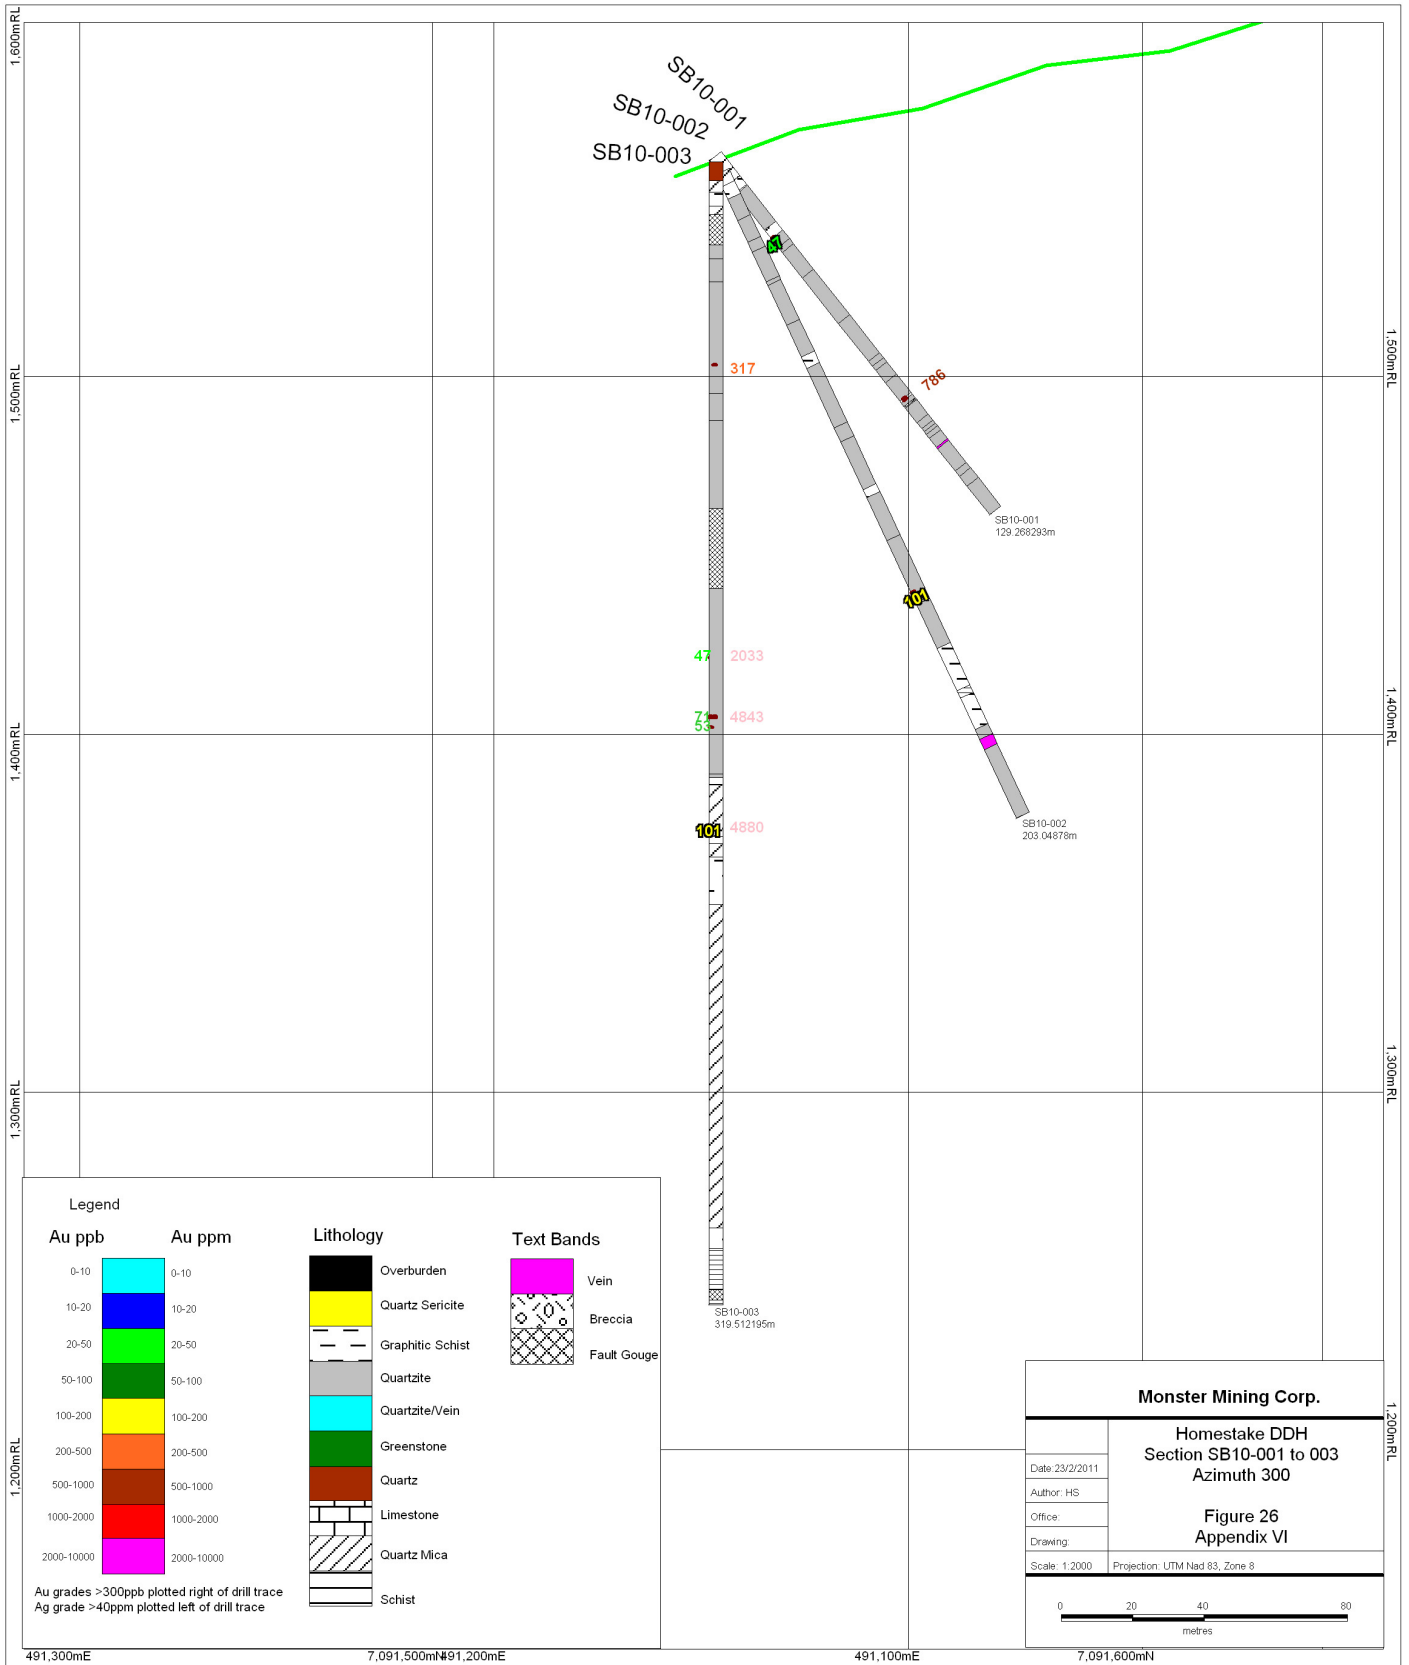 1,600mRL
SB10-001
SB10-002
SB10-003
47
317
786
1,500mRL
1,500mRL
SB10-001
129.268293m
101
47
2033
71
4843
53
1,400mRL
1,400mRL
101
4880
SB10-002
203.04878m
1,300mRL
1,300mRL
SB10-003
319.512195m
1,200mRL
1,200mRL
Legend
Au ppb
Au ppm
0-10
0-10
10-20
10-20
20-50
20-50
50-100
50-100
100-200
100-200
200-500
200-500
500-1000
500-1000
1000-2000
1000-2000
2000-10000
2000-10000
Au grades >300ppb plotted right of drill trace
Ag grade >40ppm plotted left of drill trace
Lithology
Overburden
Quartz Sericite
Graphitic Schist
Quartzite
Quartzite/Vein
Greenstone
Quartz
Limestone
Quartz Mica
Schist
Text Bands
Vein
Breccia
Fault Gouge
Monster Mining Corp.
Homestake DDH
Section SB10-001 to 003
Azimuth 300
Figure 26
Appendix VI
Date:23/2/2011
Author: HS
Office:
Drawing:
Scale: 1:2000
Projection: UTM Nad 83, Zone 8
0 20 40 80
metres
491,300mE
7,091,500mN
491,200mE
491,100mE
7,091,600mN